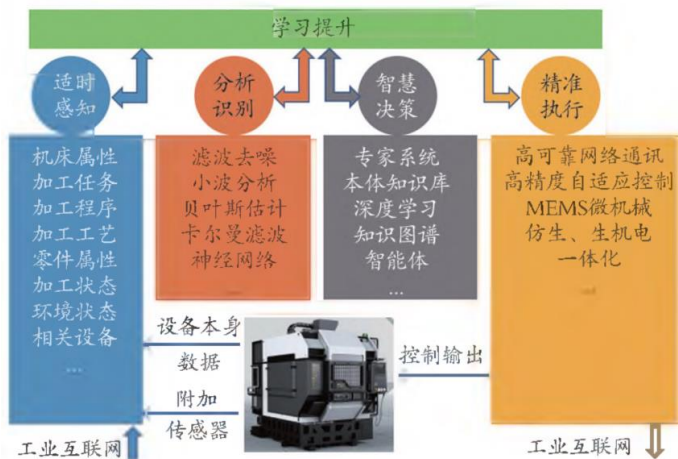 学习提升
适时
感知
分析
识别
智慧
决策
精准
执行
机床属性
加工任务
加工程序
加工工艺
零件属性
加工状态
环境状态
相关设备
...
滤波去噪
小波分析
贝叶斯估计
卡尔曼滤波
神经网络
...
专家系统
本体知识库
深度学习
知识图谱
智能体
...
高可靠网络通讯
高精度自适应控制
MEMS微机械
仿生、生机电
一体化
...
设备本身
数据
附加
传感器
控制输出
工业互联网
工业互联网